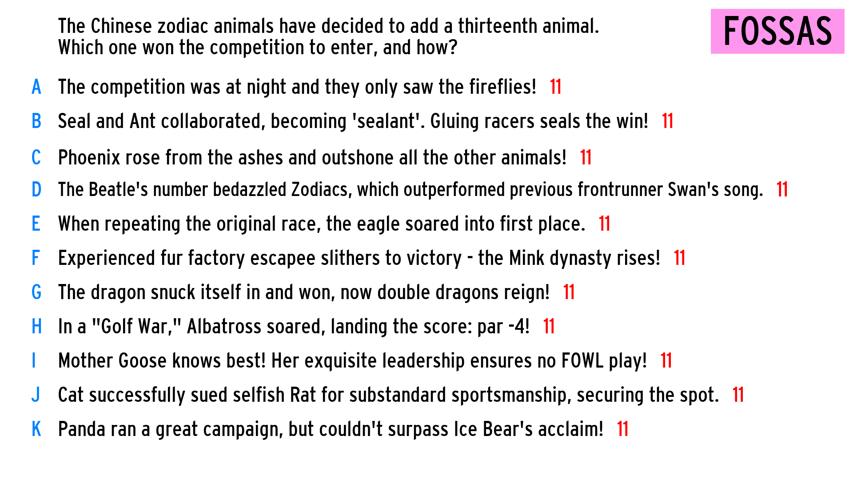 The Chinese zodiac animals have decided to add a thirteenth animal.
Which one won the competition to enter, and how?
FOSSAS
A The competition was at night and they only saw the fireflies! 11
B Seal and Ant collaborated, becoming 'sealant'. Gluing racers seals the win! 11
C Phoenix rose from the ashes and outshone all the other animals! 11
D The Beatle's number bedazzled Zodiacs, which outperformed previous frontrunner Swan's song. 11
E When repeating the original race, the eagle soared into first place. 11
F Experienced fur factory escapee slithers to victory - the Mink dynasty rises! 11
G The dragon snuck itself in and won, now double dragons reign! 11
H In a "Golf War," Albatross soared, landing the score: par -4! 11
I Mother Goose knows best! Her exquisite leadership ensures no FOWL play! 11
J Cat successfully sued selfish Rat for substandard sportsmanship, securing the spot. 11
K Panda ran a great campaign, but couldn't surpass Ice Bear's acclaim! 11